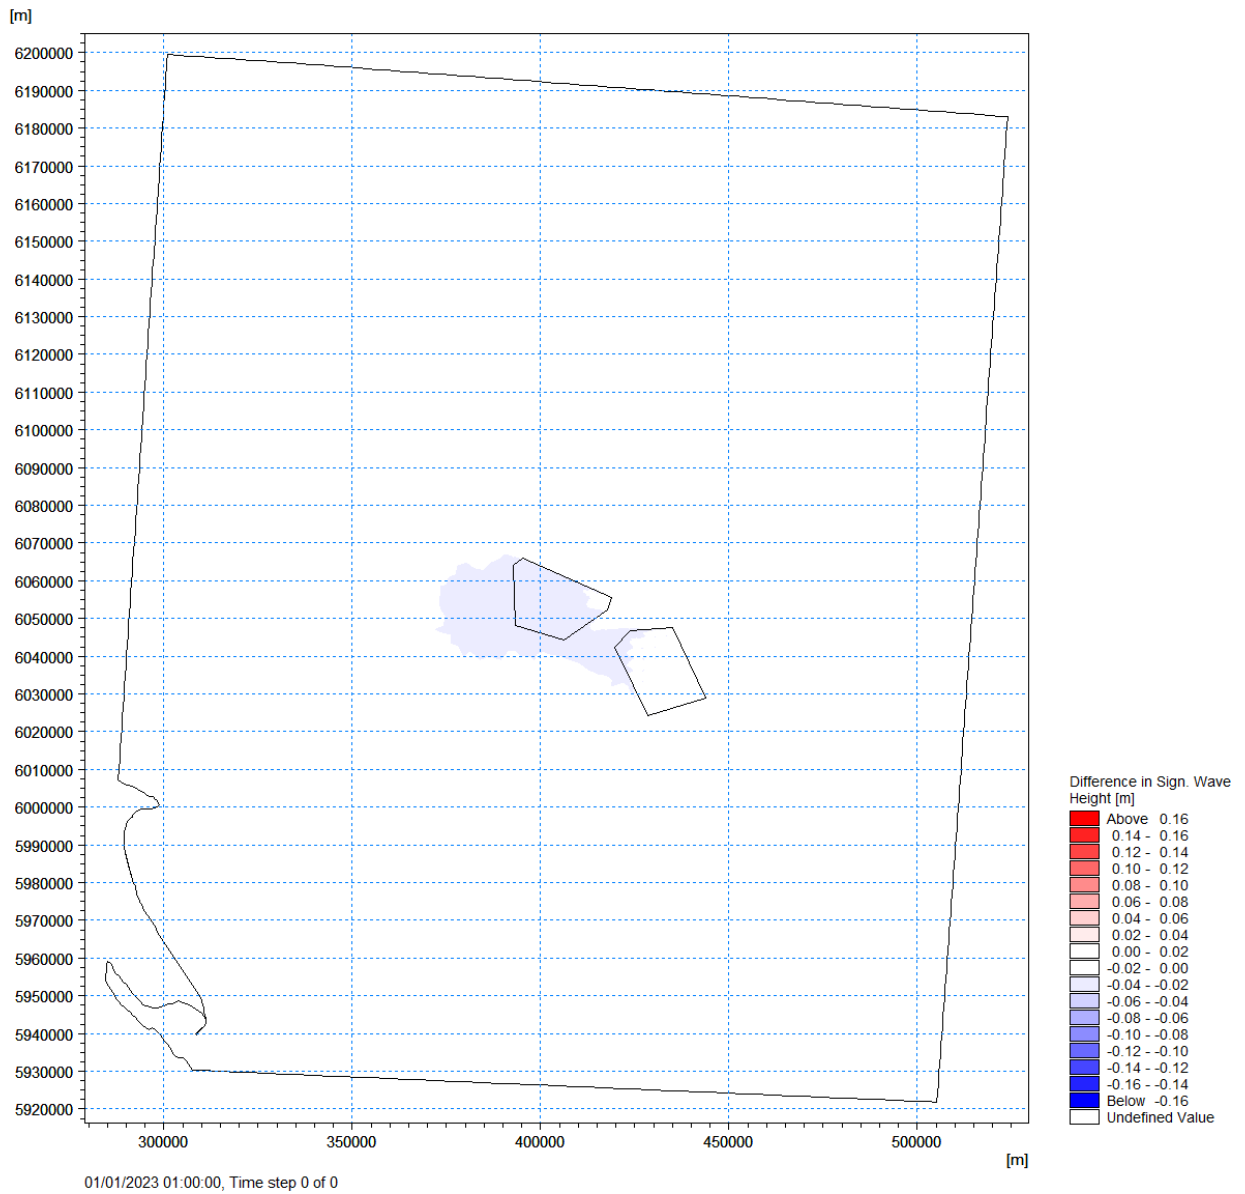 [m]
6200000
6190000
6180000
6170000
6160000
6150000
6140000
6130000
6120000
6110000
6100000
6090000
6080000
6070000
6060000
6050000
6040000
6030000
6020000
6010000
6000000
5990000
5980000
5970000
5960000
5950000
5940000
5930000
5920000
300000 350000 400000 450000 500000
[m]
01/01/2023 01:00:00, Time step 0 of 0
Difference in Sign. Wave
Height [m]
Above 0.16
0.14 - 0.16
0.12 - 0.14
0.10 - 0.12
0.08 - 0.10
0.06 - 0.08
0.04 - 0.06
0.02 - 0.04
0.00 - 0.02
-0.02 - 0.00
-0.04 - -0.02
-0.06 - -0.04
-0.08 - -0.06
-0.10 - -0.08
-0.12 - -0.10
-0.14 - -0.12
-0.16 - -0.14
Below -0.16
Undefined Value